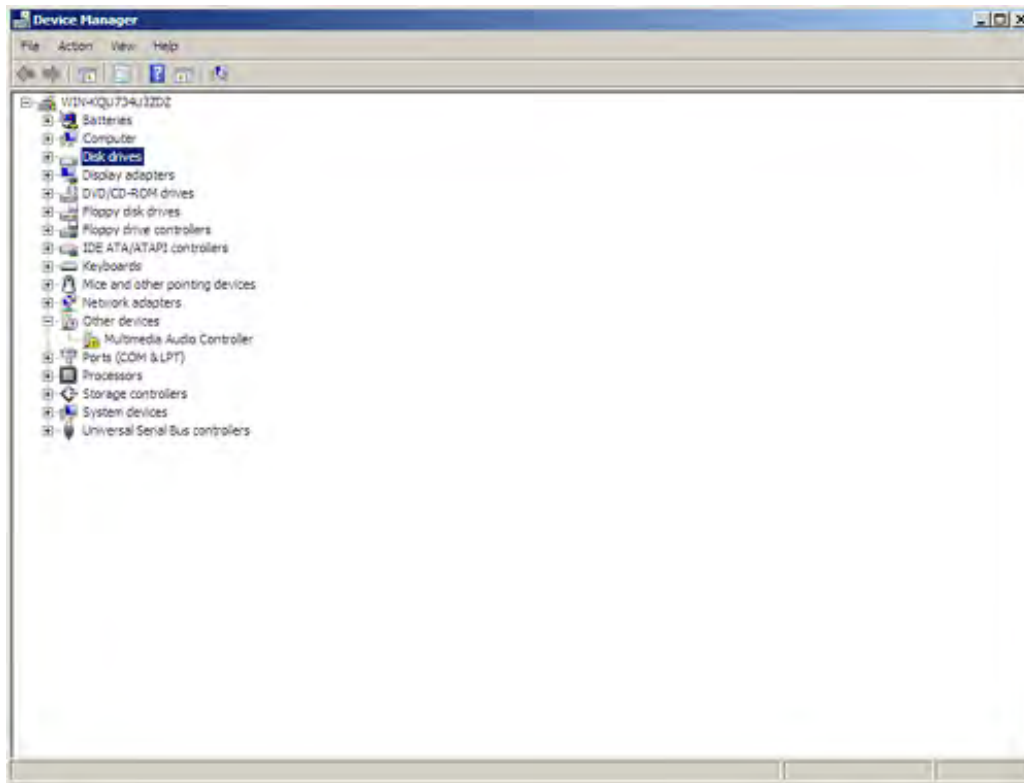 Device Manager
File Action View Help
WIN-KQU734U3ZDZ
Batteries
Computer
Disk drives
Display adapters
DVD/CD-ROM drives
Floppy disk drives
Floppy drive controllers
IDE ATA/ATAPI controllers
Keyboards
Mice and other pointing devices
Network adapters
Other devices
Multimedia Audio Controller
Ports (COM & LPT)
Processors
Storage controllers
System devices
Universal Serial Bus controllers